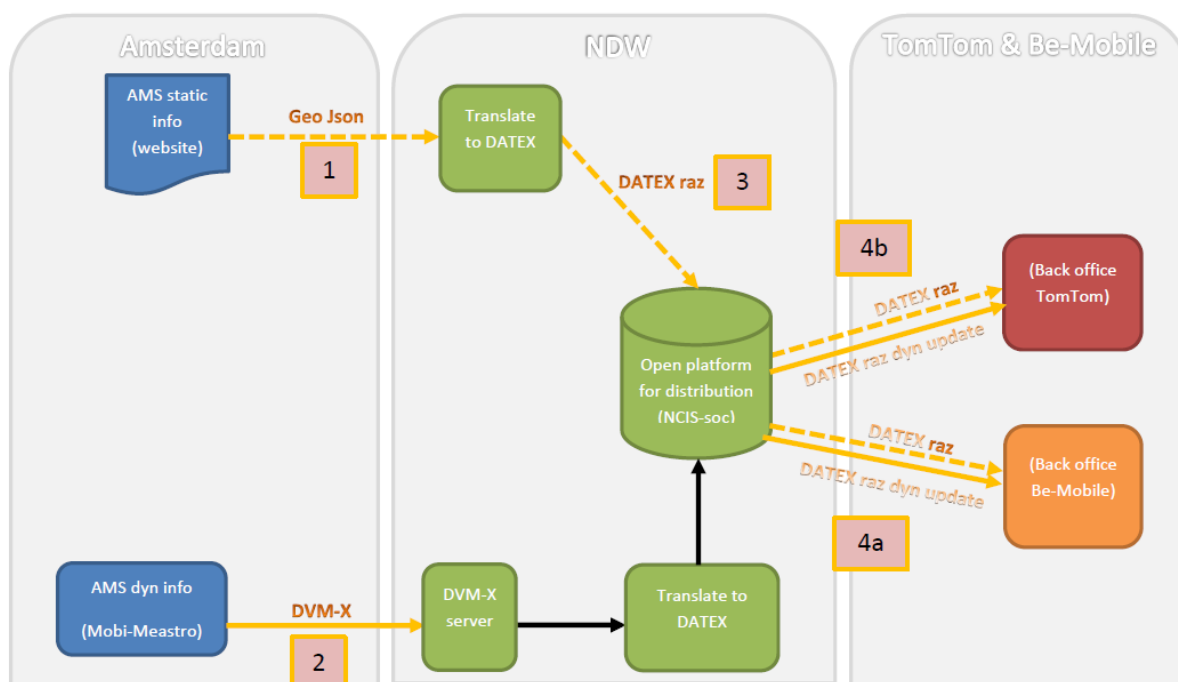 Amsterdam
NDW
TomTom & Be-Mobile
AMS static
info
(website)
Geo Json
1
Translate
to DATEX
DATEX raz
3
4b
(Back office
TomTom)
DATEX raz
DATEX raz dyn update
Open platform
for distribution
(NCIS-soc)
DATEX raz
DATEX raz dyn update
(Back office
Be-Mobile)
4a
AMS dyn info
(Mobi-Meastro)
DVM-X
2
DVM-X
server
Translate to
DATEX